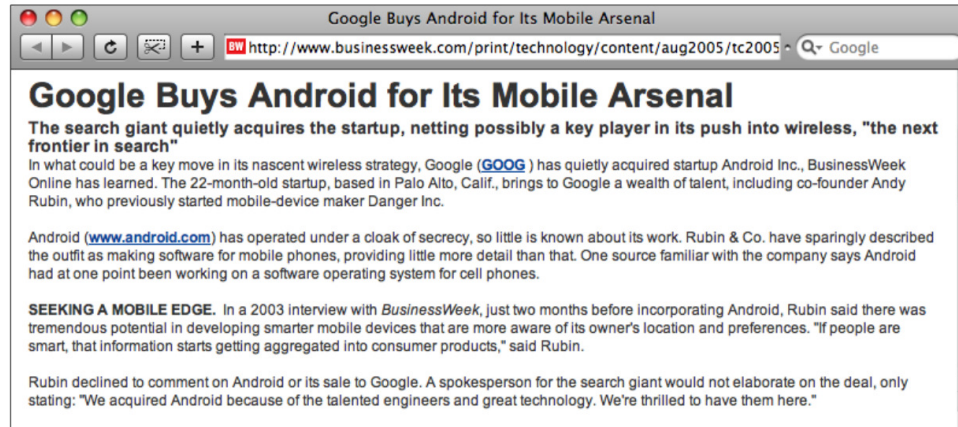 Google Buys Android for Its Mobile Arsenal
BW http://www.businessweek.com/print/technology/content/aug2005/tc2005
Google
Google Buys Android for Its Mobile Arsenal
The search giant quietly acquires the startup, netting possibly a key player in its push into wireless, "the next
frontier in search"
In what could be a key move in its nascent wireless strategy, Google (GOOG ) has quietly acquired startup Android Inc., BusinessWeek
Online has learned. The 22-month-old startup, based in Palo Alto, Calif., brings to Google a wealth of talent, including co-founder Andy
Rubin, who previously started mobile-device maker Danger Inc.
Android (www.android.com) has operated under a cloak of secrecy, so little is known about its work. Rubin & Co. have sparingly described
the outfit as making software for mobile phones, providing little more detail than that. One source familiar with the company says Android
had at one point been working on a software operating system for cell phones.
SEEKING A MOBILE EDGE. In a 2003 interview with BusinessWeek, just two months before incorporating Android, Rubin said there was
tremendous potential in developing smarter mobile devices that are more aware of its owner's location and preferences. "If people are
smart, that information starts getting aggregated into consumer products," said Rubin.
Rubin declined to comment on Android or its sale to Google. A spokesperson for the search giant would not elaborate on the deal, only
stating: "We acquired Android because of the talented engineers and great technology. We're thrilled to have them here."